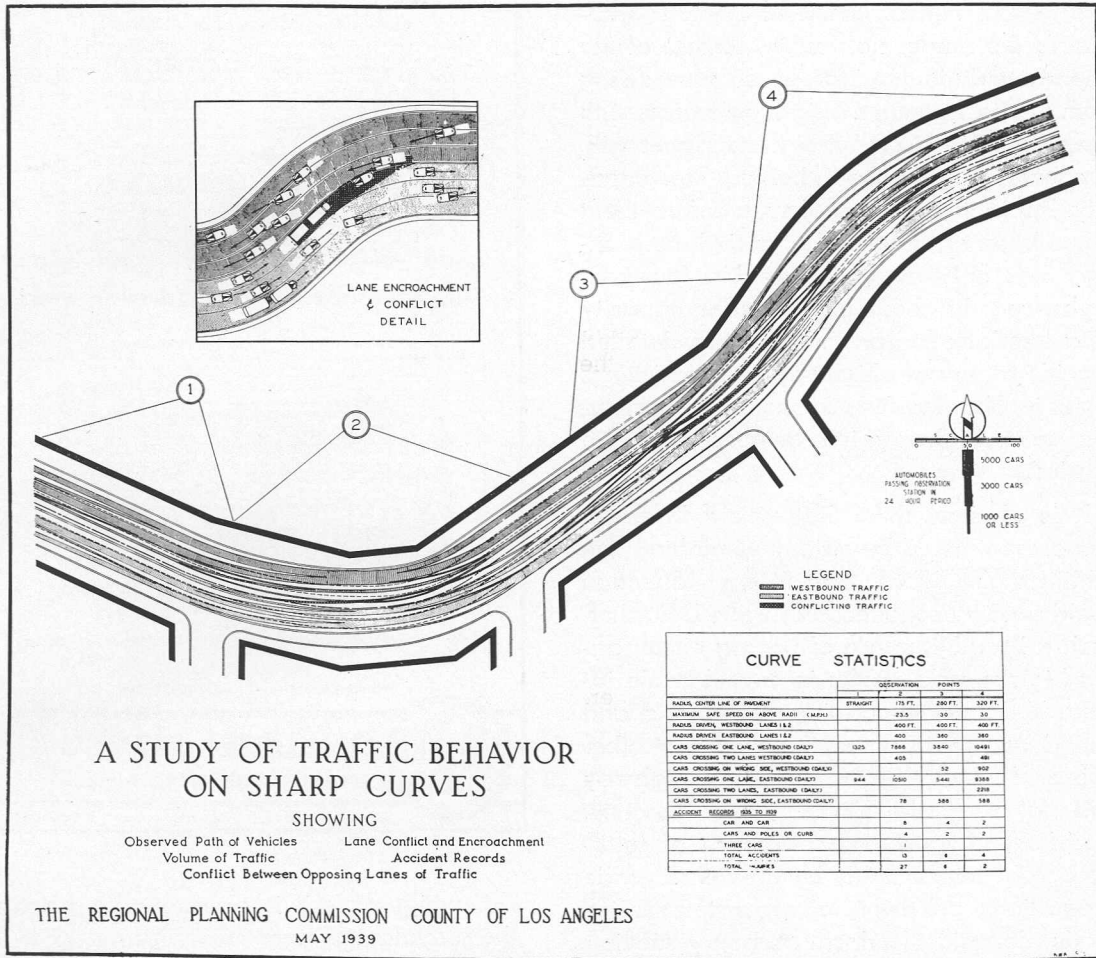 4
LANE ENCROACHMENT
& CONFLICT
DETAIL
3
he
1
2
SCALE
0 50 100
5000 CARS
AUTOMOBILES
PASSING OBSERVATION
STATION IN
24 HOUR PERIOD
3000 CARS
1000 CARS
OR LESS
LEGEND
WESTBOUND TRAFFIC
EASTBOUND TRAFFIC
CONFLICTING TRAFFIC
CURVE STATISTICS
OBSERVATION POINTS
1 2 3 4
RADIUS, CENTER LINE OF PAVEMENT STRAIGHT 175 FT. 280 FT. 320 FT.
MAXIMUM SAFE SPEED ON ABOVE RADII (M.P.H.) 23.5 30 30
RADIUS DRIVEN, WESTBOUND LANES 1 & 2 400 FT. 400 FT. 400 FT.
RADIUS DRIVEN EASTBOUND LANES 1 & 2 400 360 360
CARS CROSSING ONE LANE, WESTBOUND (DAILY) 1325 7866 3840 10491
CARS CROSSING TWO LANES WESTBOUND (DAILY) 405 481
CARS CROSSING ON WRONG SIDE, WESTBOUND (DAILY) 52 902
CARS CROSSING ONE LANE, EASTBOUND (DAILY) 944 10510 5441 9368
CARS CROSSING TWO LANES, EASTBOUND (DAILY) 2218
CARS CROSSING ON WRONG SIDE, EASTBOUND (DAILY) 78 588 588
ACCIDENT RECORDS 1935 TO 1939
CAR AND CAR 8 4 2
CARS AND POLES OR CURB 4 2 2
THREE CARS 1
TOTAL ACCIDENTS 13 6 4
TOTAL INJURIES 27 2
en
A STUDY OF TRAFFIC BEHAVIOR
ON SHARP CURVES
SHOWING
Observed Path of Vehicles Lane Conflict and Encroachment
Volume of Traffic Accident Records
Conflict Between Opposing Lanes of Traffic
THE REGIONAL PLANNING COMMISSION COUNTY OF LOS ANGELES
MAY 1939